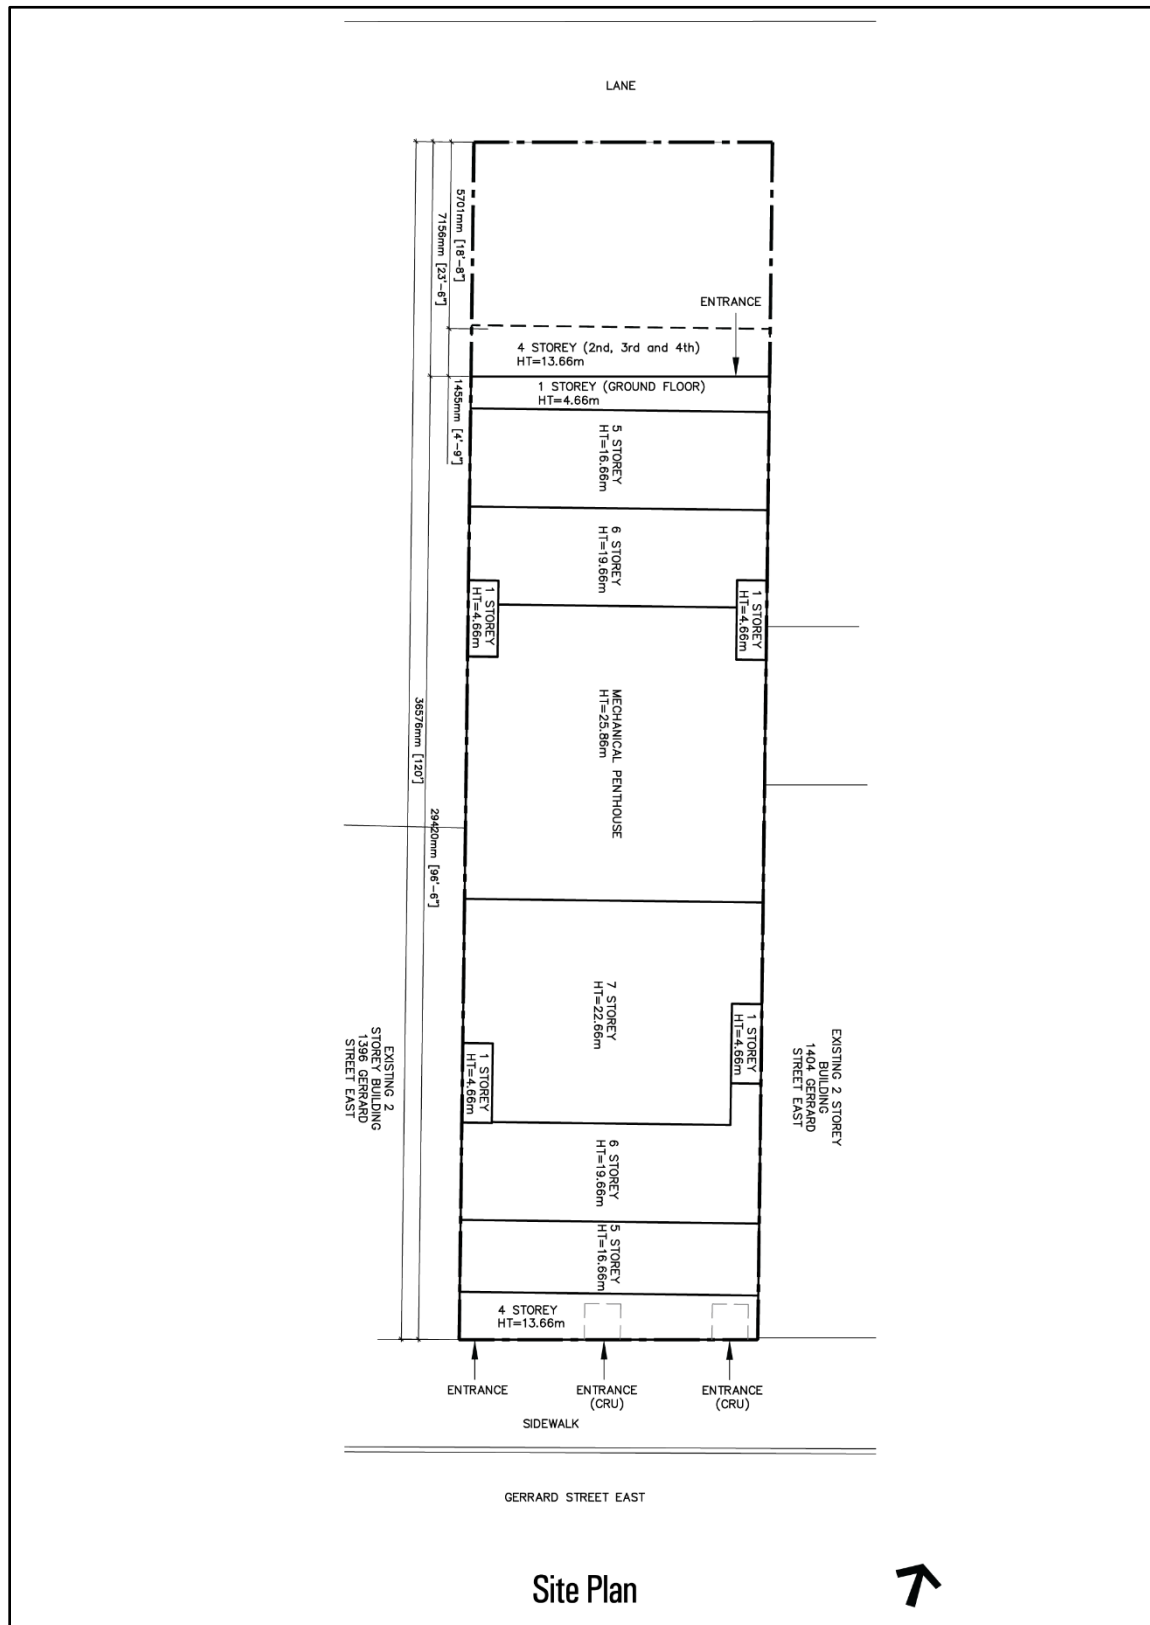 LANE
5701mm [18'-8"]
7156mm [23'-6"]
ENTRANCE
4 STOREY (2nd, 3rd and 4th)
HT=13.66m
1 STOREY (GROUND FLOOR)
HT=4.66m
1455mm [4'-9"]
5 STOREY
HT=16.66m
6 STOREY
HT=19.66m
1 STOREY
HT=4.66m
1 STOREY
HT=4.66m
MECHANICAL PENTHOUSE
HT=25.86m
36576mm [120']
29420mm [96'-6"]
7 STOREY
HT=22.66m
1 STOREY
HT=4.66m
1 STOREY
HT=4.66m
EXISTING 2
STOREY BUILDING
1396 GERRARD
STREET EAST
EXISTING 2 STOREY
BUILDING
1404 GERRARD
STREET EAST
6 STOREY
HT=19.66m
5 STOREY
HT=16.66m
4 STOREY
HT=13.66m
ENTRANCE
ENTRANCE
(CRU)
ENTRANCE
(CRU)
SIDEWALK
GERRARD STREET EAST
Site Plan